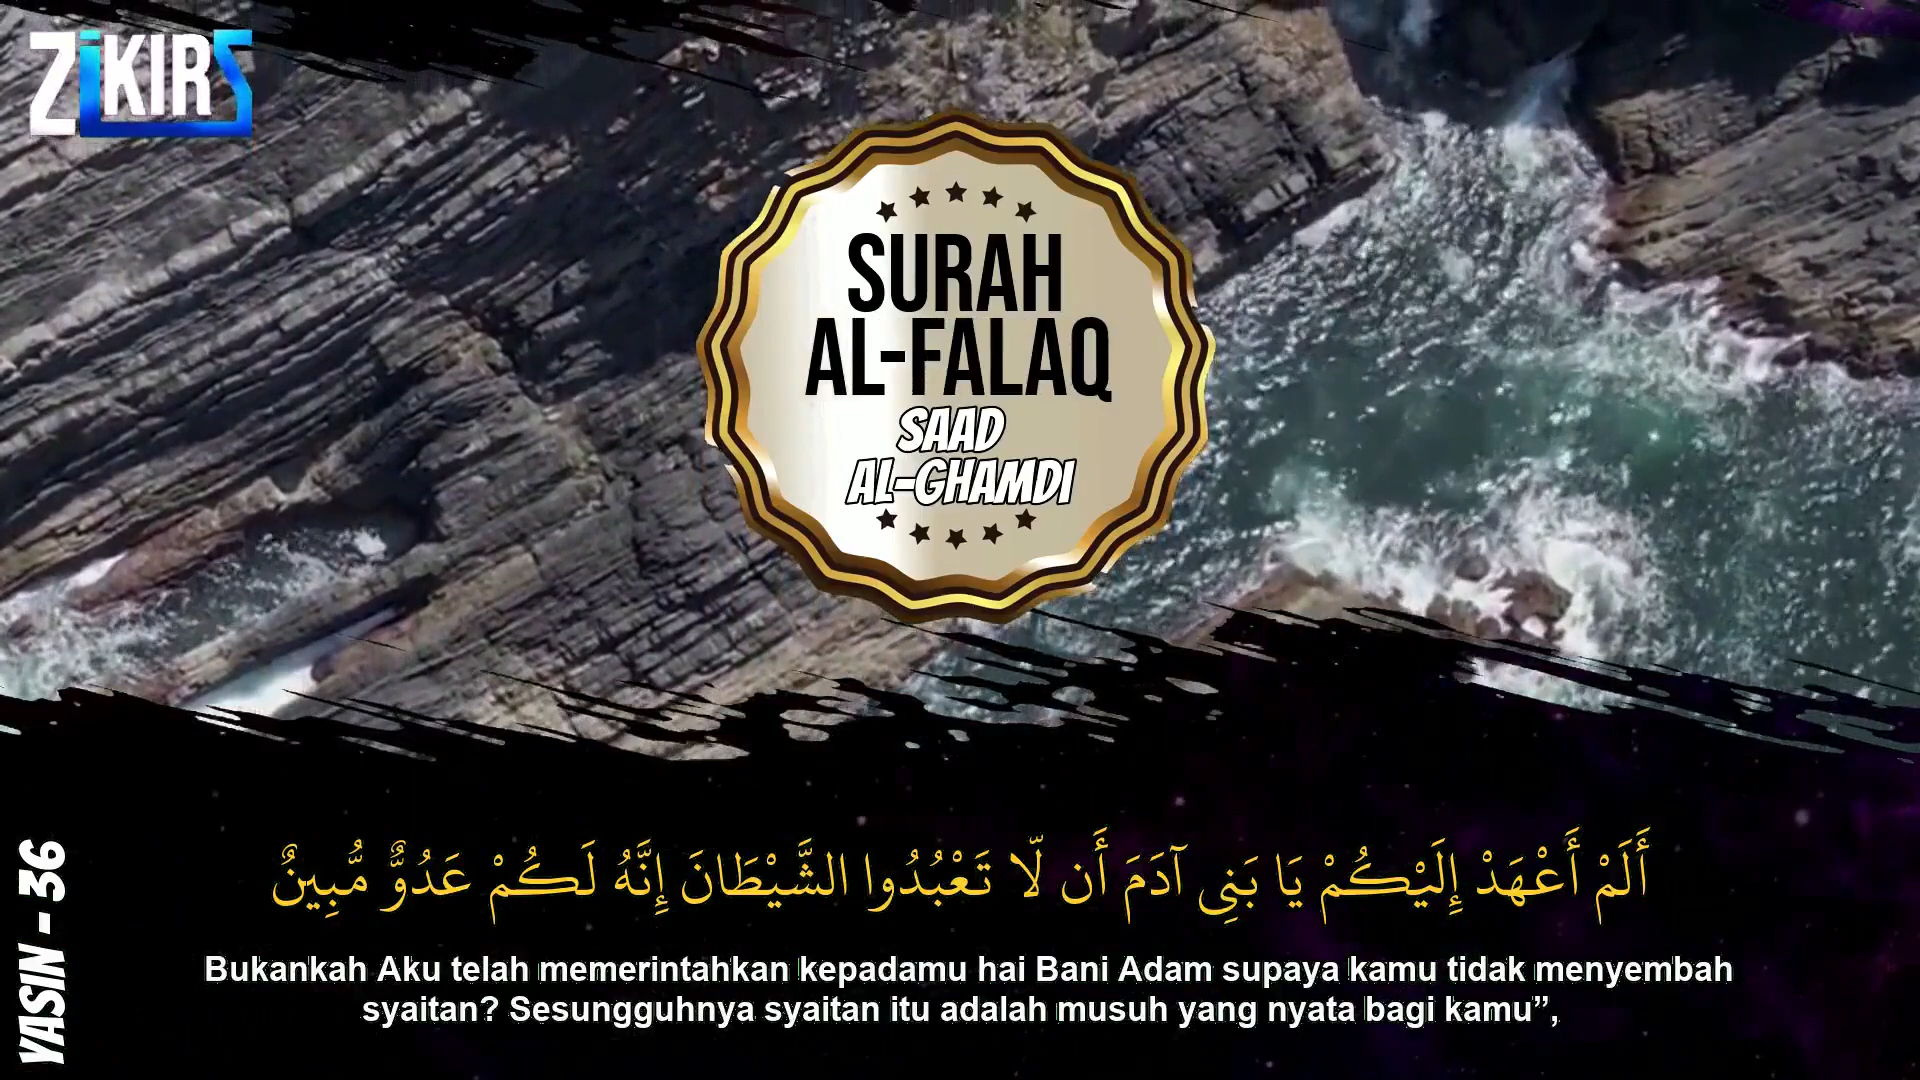 ZiKIRS
SURAH
AL-FALAQ
SAAD
AL-GHAMDI
أَلَمْ أَعْهَدْ إِلَيْكُمْ يَا بَنِي آدَمَ أَن لَّا تَعْبُدُوا الشَّيْطَانَ إِنَّهُ لَكُمْ عَدُوٌّ مُّبِينٌ
Bukankah Aku telah memerintahkan kepadamu hai Bani Adam supaya kamu tidak menyembah
syaitan? Sesungguhnya syaitan itu adalah musuh yang nyata bagi kamu”,
YASIN - 36